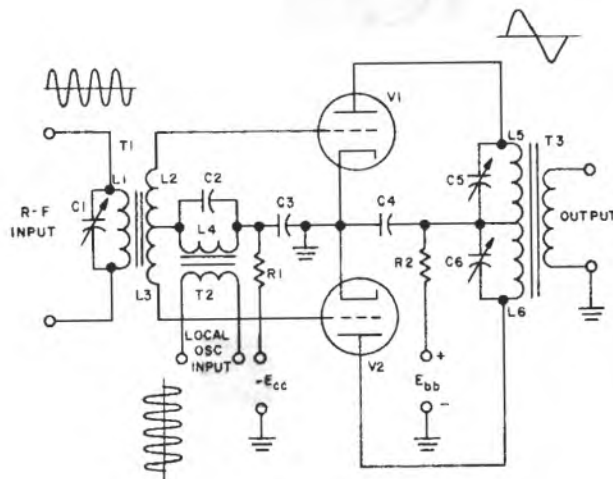 V1
T1
L5
T3
L1
L2
C2
C1
C3
C4
C5
R-F
INPUT
L4
OUTPUT
R1
R2
C6
L3
T2
L6
LOCAL
OSC
INPUT
V2
-Ecc
+
Ebb
-